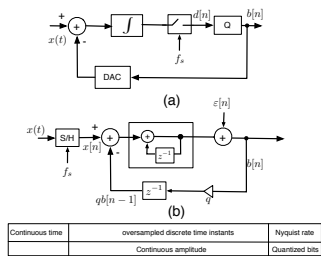 x(t)
+
-
∫
d[n]
Q
b[n]
f_s
DAC
(a)
x(t)
S/H
x[n]
f_s
+
-
+
z^{-1}
ε[n]
+
b[n]
qb[n − 1]
z^{-1}
q
(b)
Continuous time oversampled discrete time instants Nyquist rate
Continuous amplitude Quantized bits